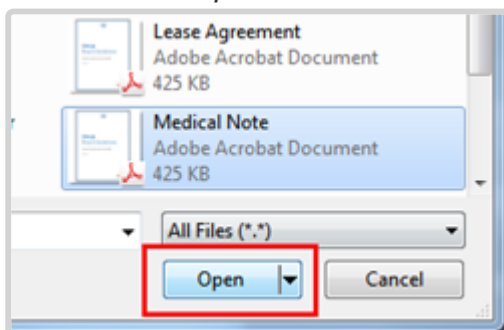 Lease Agreement
Adobe Acrobat Document
425 KB
Medical Note
Adobe Acrobat Document
425 KB
All Files (*.*)
Open
Cancel